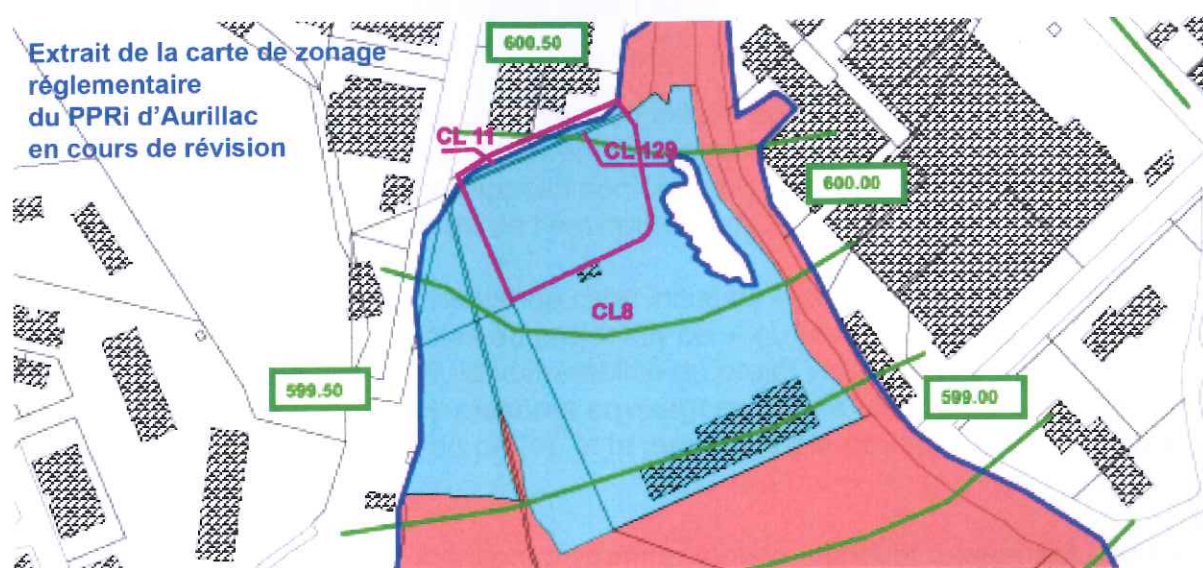 Extrait de la carte de zonage
réglementaire
du PPRi d'Aurillac
en cours de révision
600.50
CL 11
CL 129
600.00
CL8
599.50
599.00